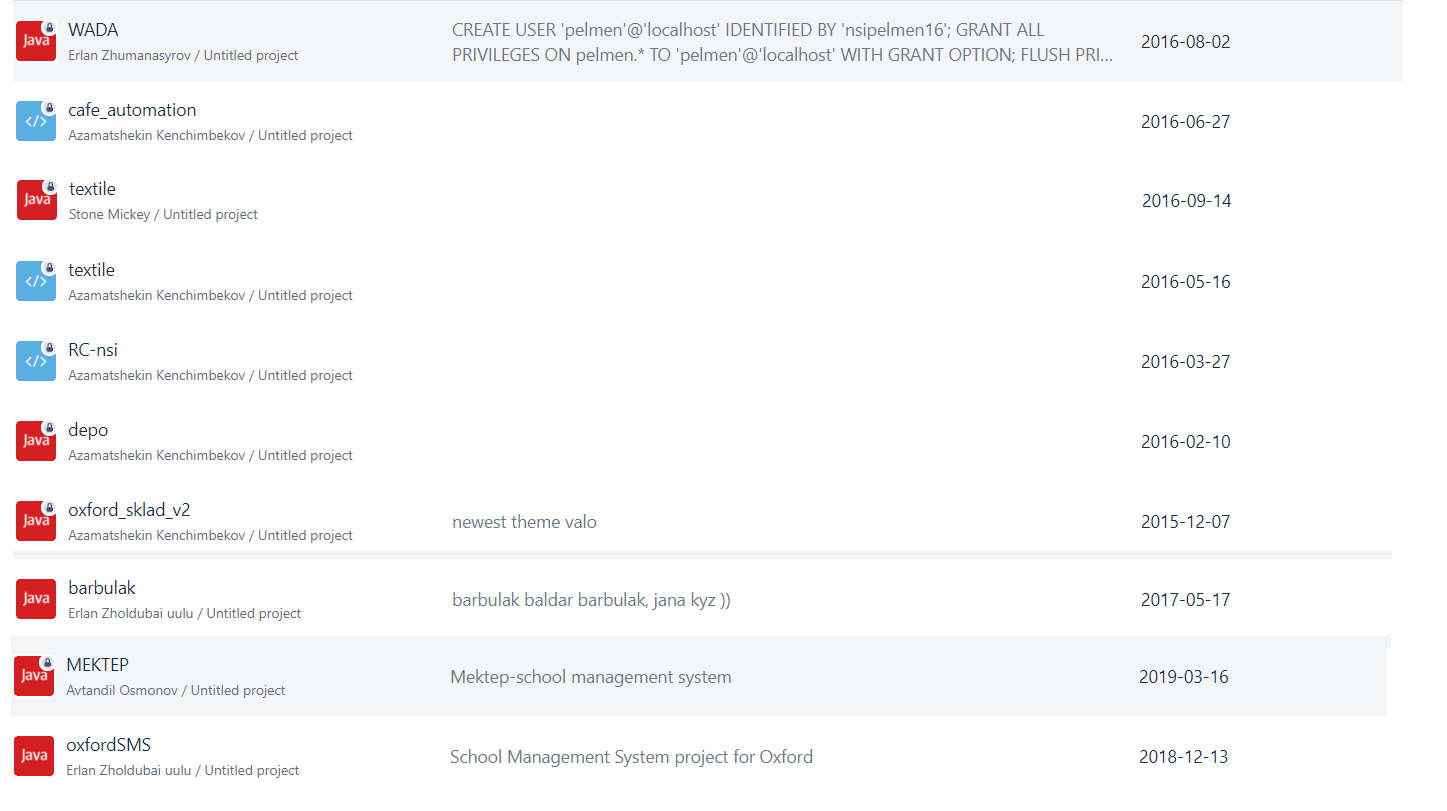 Java
WADA
Erlan Zhumanasyrov / Untitled project
CREATE USER 'pelmen'@'localhost' IDENTIFIED BY 'nsipelmen16'; GRANT ALL
PRIVILEGES ON pelmen.* TO 'pelmen'@'localhost' WITH GRANT OPTION; FLUSH PRI...
2016-08-02
</>
cafe_automation
Azamatshekin Kenchimbekov / Untitled project
2016-06-27
Java
textile
Stone Mickey / Untitled project
2016-09-14
</>
textile
Azamatshekin Kenchimbekov / Untitled project
2016-05-16
</>
RC-nsi
Azamatshekin Kenchimbekov / Untitled project
2016-03-27
Java
depo
Azamatshekin Kenchimbekov / Untitled project
2016-02-10
Java
oxford_sklad_v2
Azamatshekin Kenchimbekov / Untitled project
newest theme valo
2015-12-07
Java
barbulak
Erlan Zholdubai uulu / Untitled project
barbulak baldar barbulak, jana kyz ))
2017-05-17
Java
MEKTEP
Avtandil Osmonov / Untitled project
Mektep-school management system
2019-03-16
Java
oxfordSMS
Erlan Zholdubai uulu / Untitled project
School Management System project for Oxford
2018-12-13